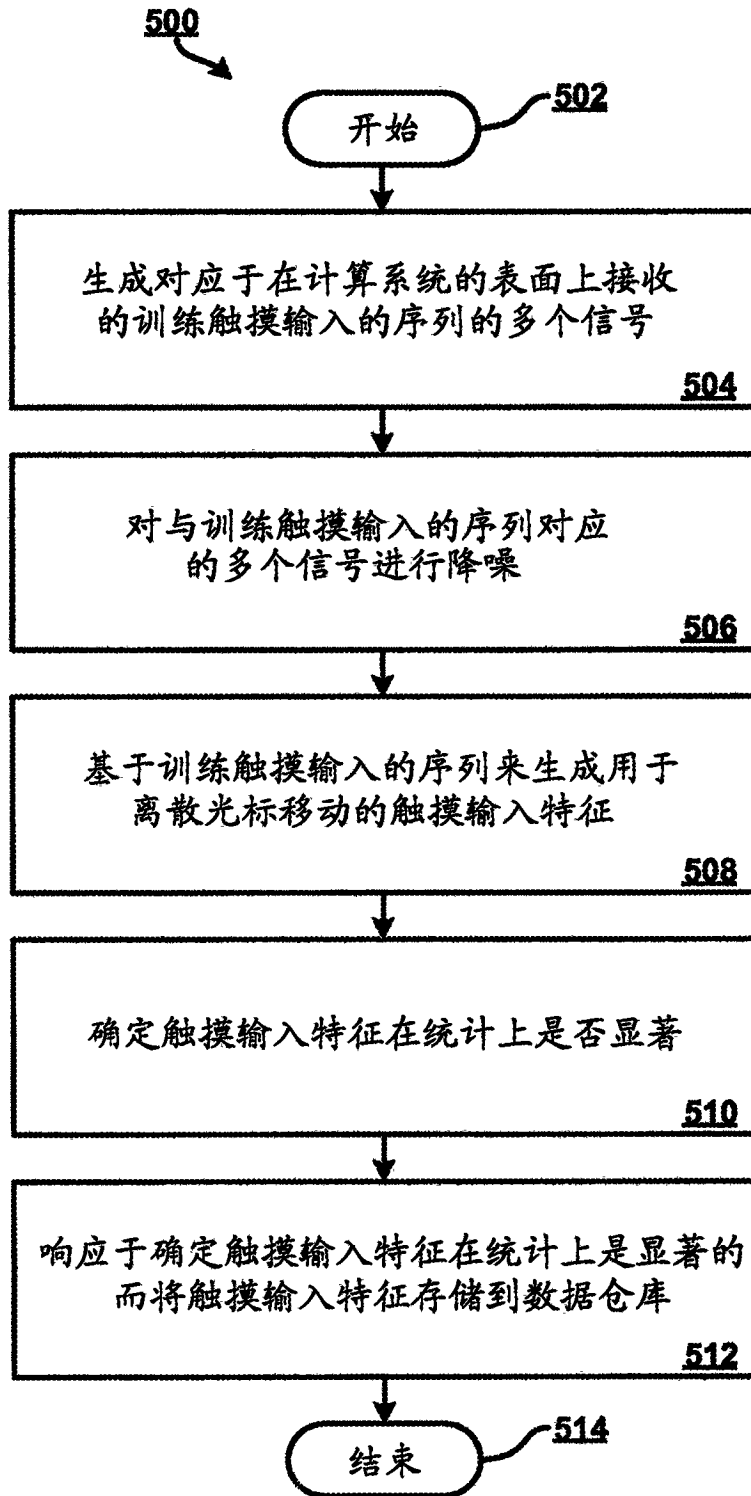 500
开始
502
生成对应于在计算系统的表面上接收
的训练触摸输入的序列的多个信号
504
对与训练触摸输入的序列对应
的多个信号进行降噪
506
基于训练触摸输入的序列来生成用于
离散光标移动的触摸输入特征
508
确定触摸输入特征在统计上是否显著
510
响应于确定触摸输入特征在统计上是显著的
而将触摸输入特征存储到数据仓库
512
结束
514